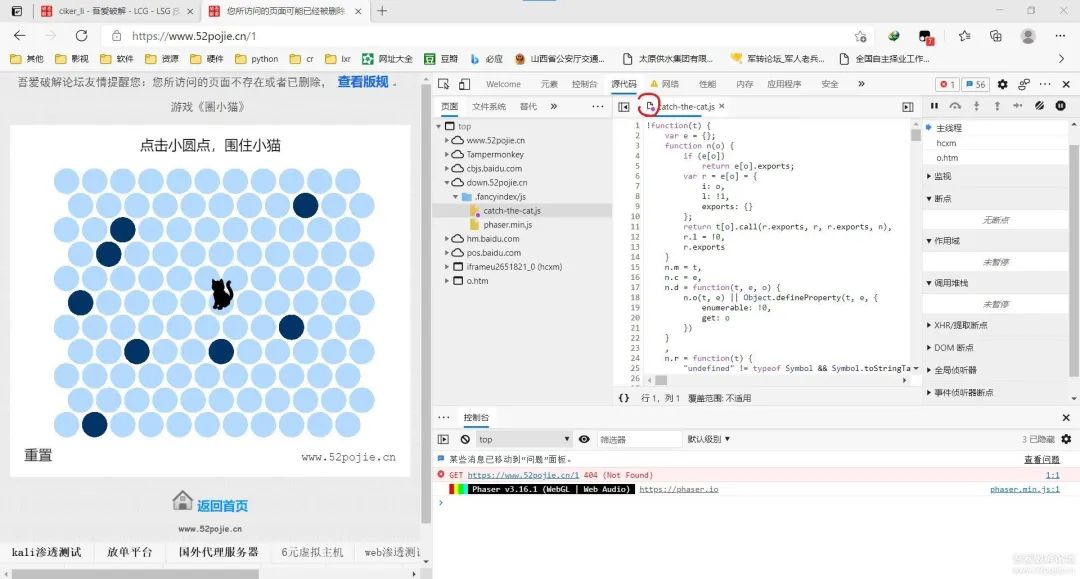 ciker_li - 吾爱破解 - LCG - LSG
您所访问的页面可能已经被删除
https://www.52pojie.cn/1
7
其他 影视 软件 资源 硬件 python cr lxr 网址大全 豆瓣 必应 山西省公安厅交通... 太原供水集团有限... 军转论坛_军人老兵... 全国自主择业军转...
吾爱破解论坛友情提醒您：您所访问的页面不存在或者已删除，查看版规 。
游戏《圈小猫》
点击小圆点，围住小猫
重置
www.52pojie.cn
返回首页
www.52pojie.cn
kali渗透测试 放单平台 国外代理服务器 6元虚拟主机 web渗透测试
Welcome 元素 控制台 源代码 网络 性能 内存 应用程序 安全 » 1 56
页面 文件系统 替代 »
top
www.52pojie.cn
Tampermonkey
cbjs.baidu.com
down.52pojie.cn
.fancyindex/js
catch-the-cat.js
phaser.min.js
hm.baidu.com
pos.baidu.com
iframeu2651821_0 (hcxm)
o.htm
catch-the-cat.js
1 !function(t) {
2 var e = {};
3 function n(o) {
4 if (e[o])
5 return e[o].exports;
6 var r = e[o] = {
7 i: o,
8 l: !1,
9 exports: {}
10 };
11 return t[o].call(r.exports, r, r.exports, n),
12 r.l = !0,
13 r.exports
14 }
15 n.m = t,
16 n.c = e,
17 n.d = function(t, e, o) {
18 n.o(t, e) || Object.defineProperty(t, e, {
19 enumerable: !0,
20 get: o
21 })
22 }
23 ,
24 n.r = function(t) {
25 "undefined" != typeof Symbol && Symbol.toStringTa
26
{} 行 1，列 1 覆盖范围: 不适用
主线程
hcxm
o.htm
监视
断点
无断点
作用域
未暂停
调用堆栈
未暂停
XHR/提取断点
DOM 断点
全局侦听器
事件侦听器断点
控制台
top 筛选器 默认级别 3 已隐藏
某些消息已移动到“问题”面板。 查看问题
GET https://www.52pojie.cn/1 404 (Not Found) 1:1
Phaser v3.16.1 (WebGL | Web Audio) https://phaser.io phaser.min.js:1
吾爱破解论坛
www.52pojie.cn